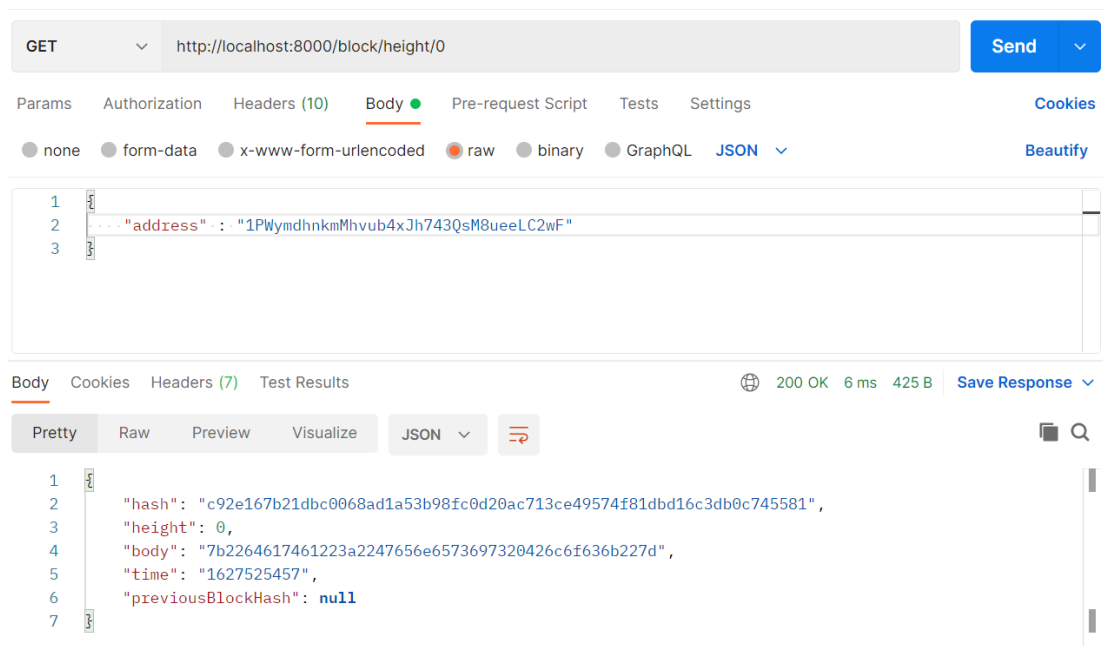 GET http://localhost:8000/block/height/0 Send
Params Authorization Headers (10) Body Pre-request Script Tests Settings Cookies
none form-data x-www-form-urlencoded raw binary GraphQL JSON Beautify
1 {
2 "address" : "1PWymdhnkmMhvub4xJh743QsM8ueeLC2wF"
3 }
Body Cookies Headers (7) Test Results 200 OK 6 ms 425 B Save Response
Pretty Raw Preview Visualize JSON
1 {
2 "hash": "c92e167b21dbc0068ad1a53b98fc0d20ac713ce49574f81dbd16c3db0c745581",
3 "height": 0,
4 "body": "7b2264617461223a2247656e6573697320426c6f636b227d",
5 "time": "1627525457",
6 "previousBlockHash": null
7 }